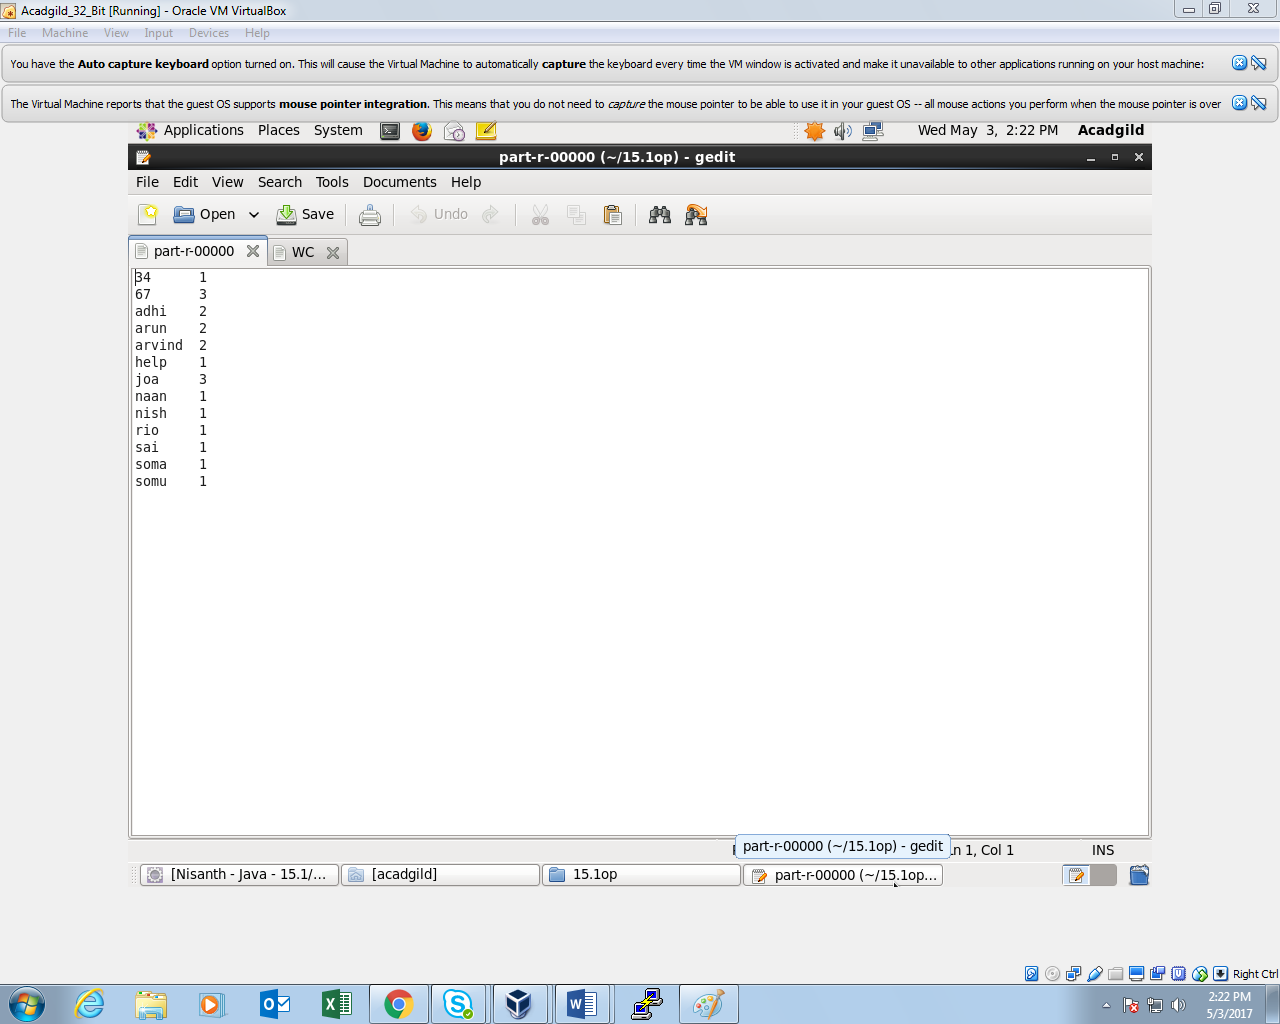 Acadgild_32_Bit [Running] - Oracle VM VirtualBox
File Machine View Input Devices Help
You have the Auto capture keyboard option turned on. This will cause the Virtual Machine to automatically capture the keyboard every time the VM window is activated and make it unavailable to other applications running on your host machine:
The Virtual Machine reports that the guest OS supports mouse pointer integration. This means that you do not need to capture the mouse pointer to be able to use it in your guest OS -- all mouse actions you perform when the mouse pointer is over
Applications Places System Wed May 3, 2:22 PM Acadgild
part-r-00000 (~/15.1op) - gedit
File Edit View Search Tools Documents Help
Open Save Undo
part-r-00000 WC
34 1
67 3
adhi 2
arun 2
arvind 2
help 1
joa 3
naan 1
nish 1
rio 1
sai 1
soma 1
somu 1
part-r-00000 (~/15.1op) - gedit
Ln 1, Col 1 INS
[Nisanth - Java - 15.1/... [acadgild] 15.1op part-r-00000 (~/15.1op...
Right Ctrl
2:22 PM
5/3/2017